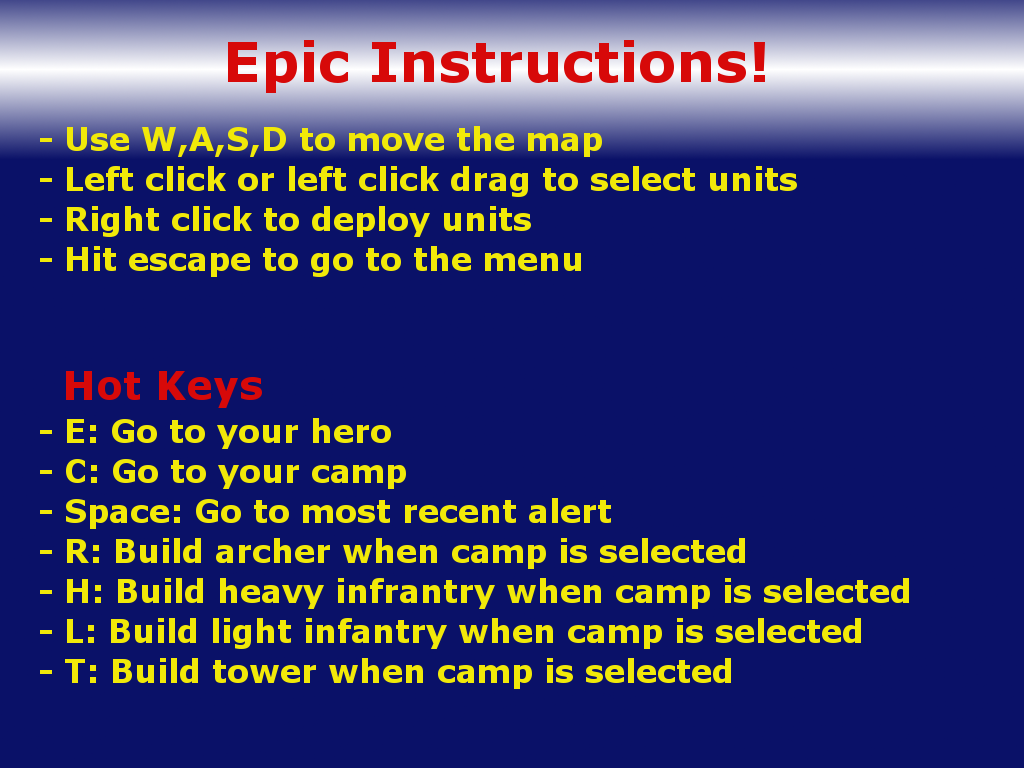 Epic Instructions!
- Use W,A,S,D to move the map
- Left click or left click drag to select units
- Right click to deploy units
- Hit escape to go to the menu
Hot Keys
- E: Go to your hero
- C: Go to your camp
- Space: Go to most recent alert
- R: Build archer when camp is selected
- H: Build heavy infrantry when camp is selected
- L: Build light infantry when camp is selected
- T: Build tower when camp is selected